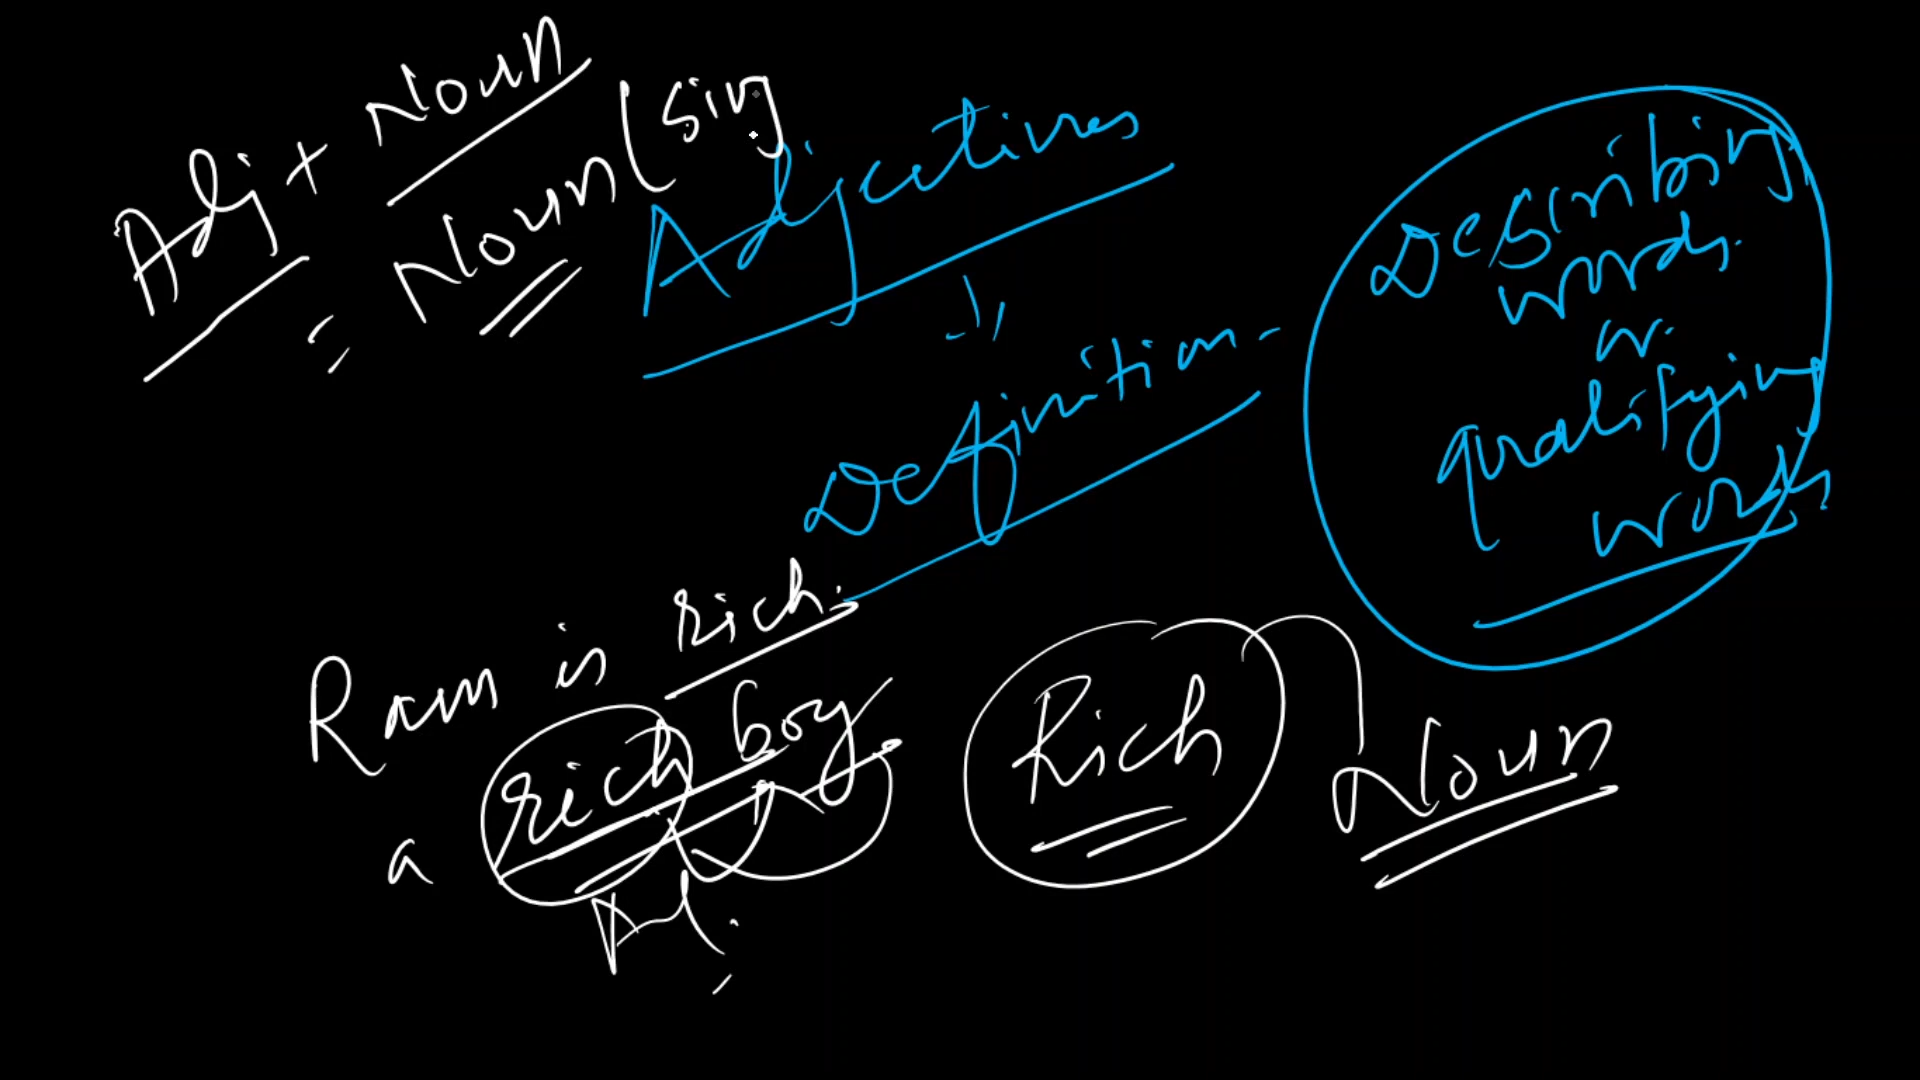 Adj + Noun
= Noun (sing
Adjectives
Definition
Describing
words
or
qualifying
words
Ram is rich.
a rich boy
Rich
Noun